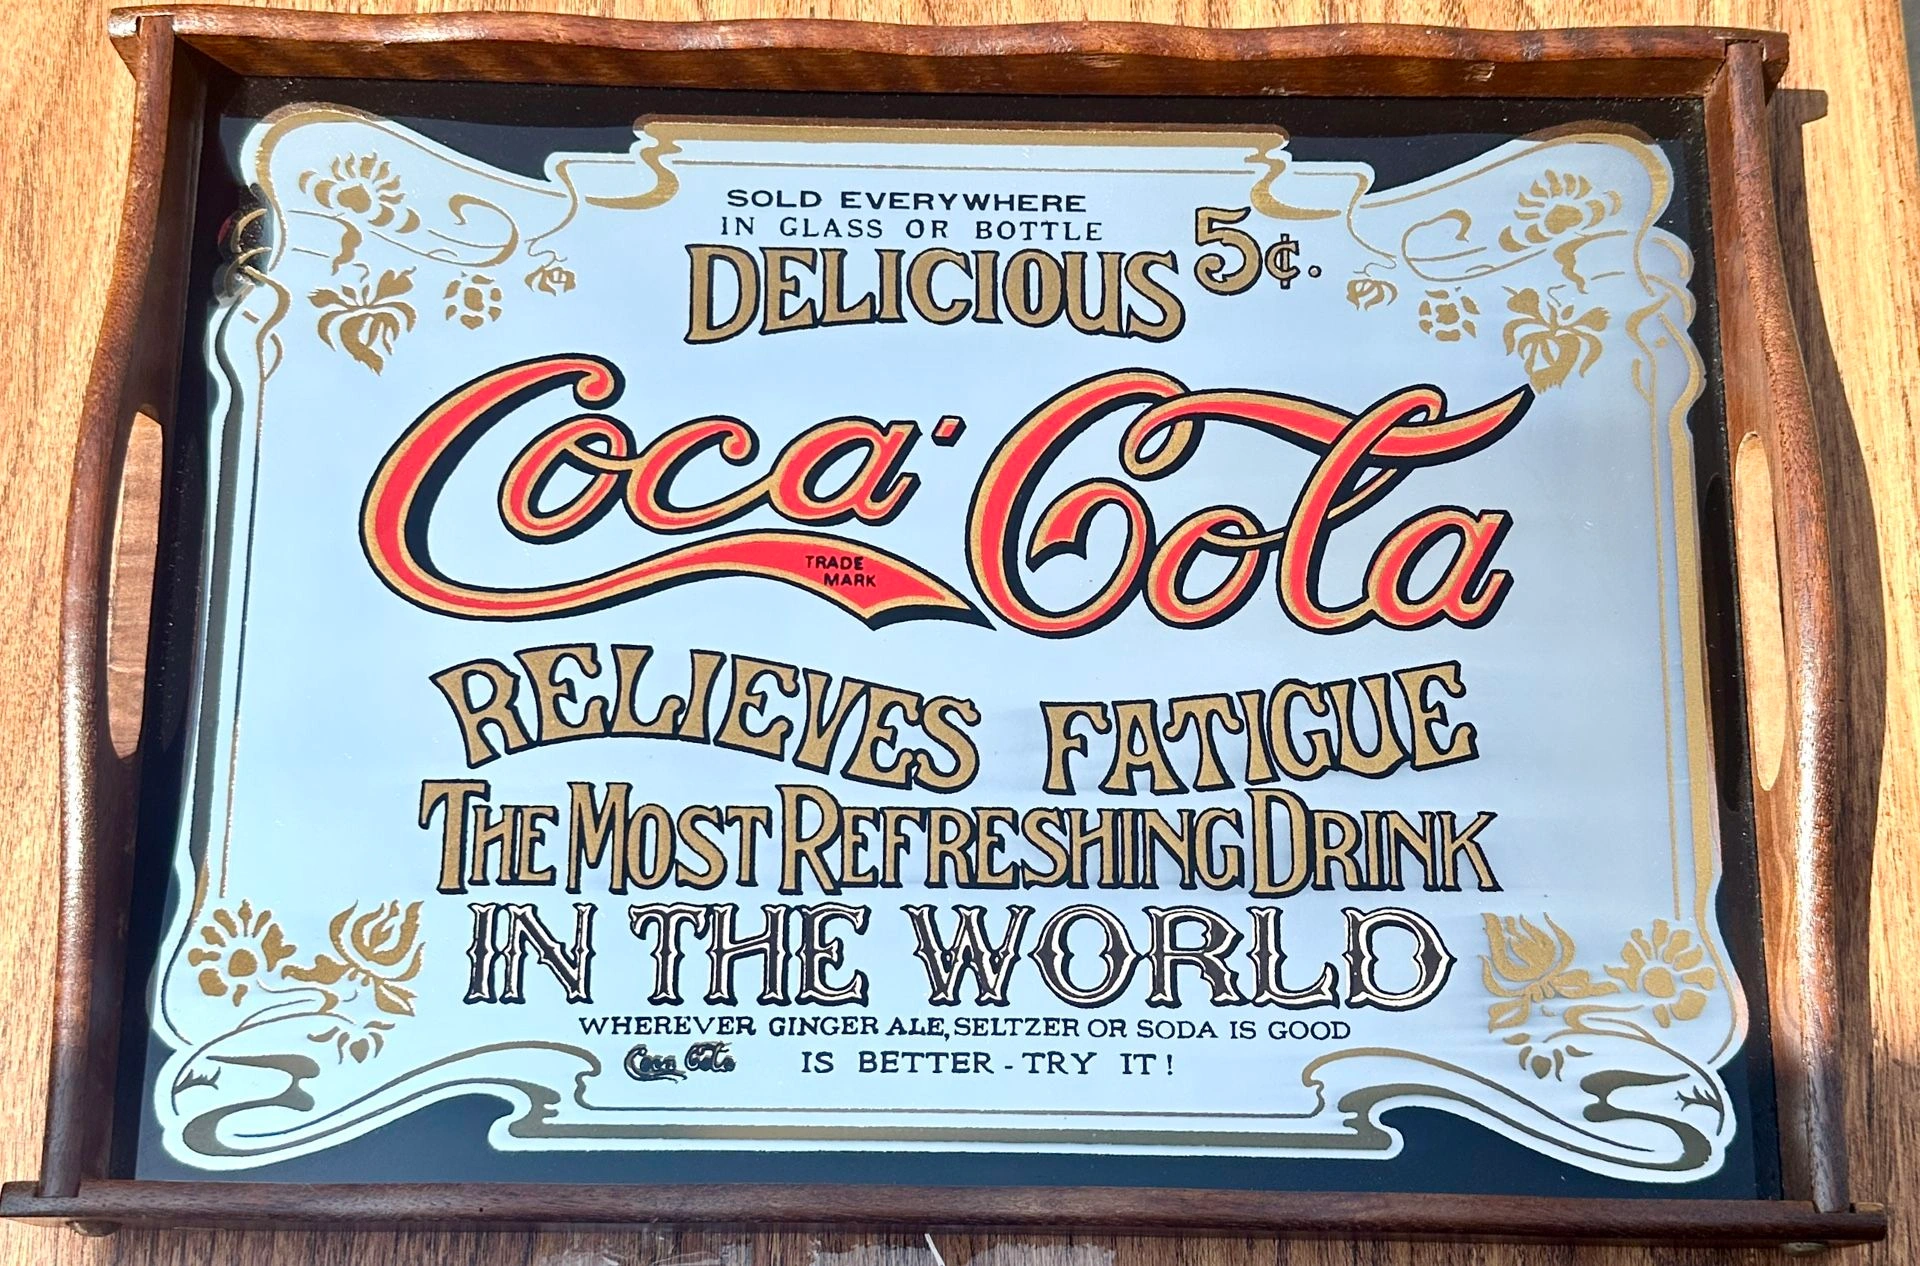 SOLD EVERYWHERE
IN GLASS OR BOTTLE
DELICIOUS 5¢.
Coca-Cola
TRADE
MARK
RELIEVES FATIGUE
THE MOST REFRESHING DRINK
IN THE WORLD
WHEREVER GINGER ALE, SELTZER OR SODA IS GOOD
Coca Cola IS BETTER - TRY IT!